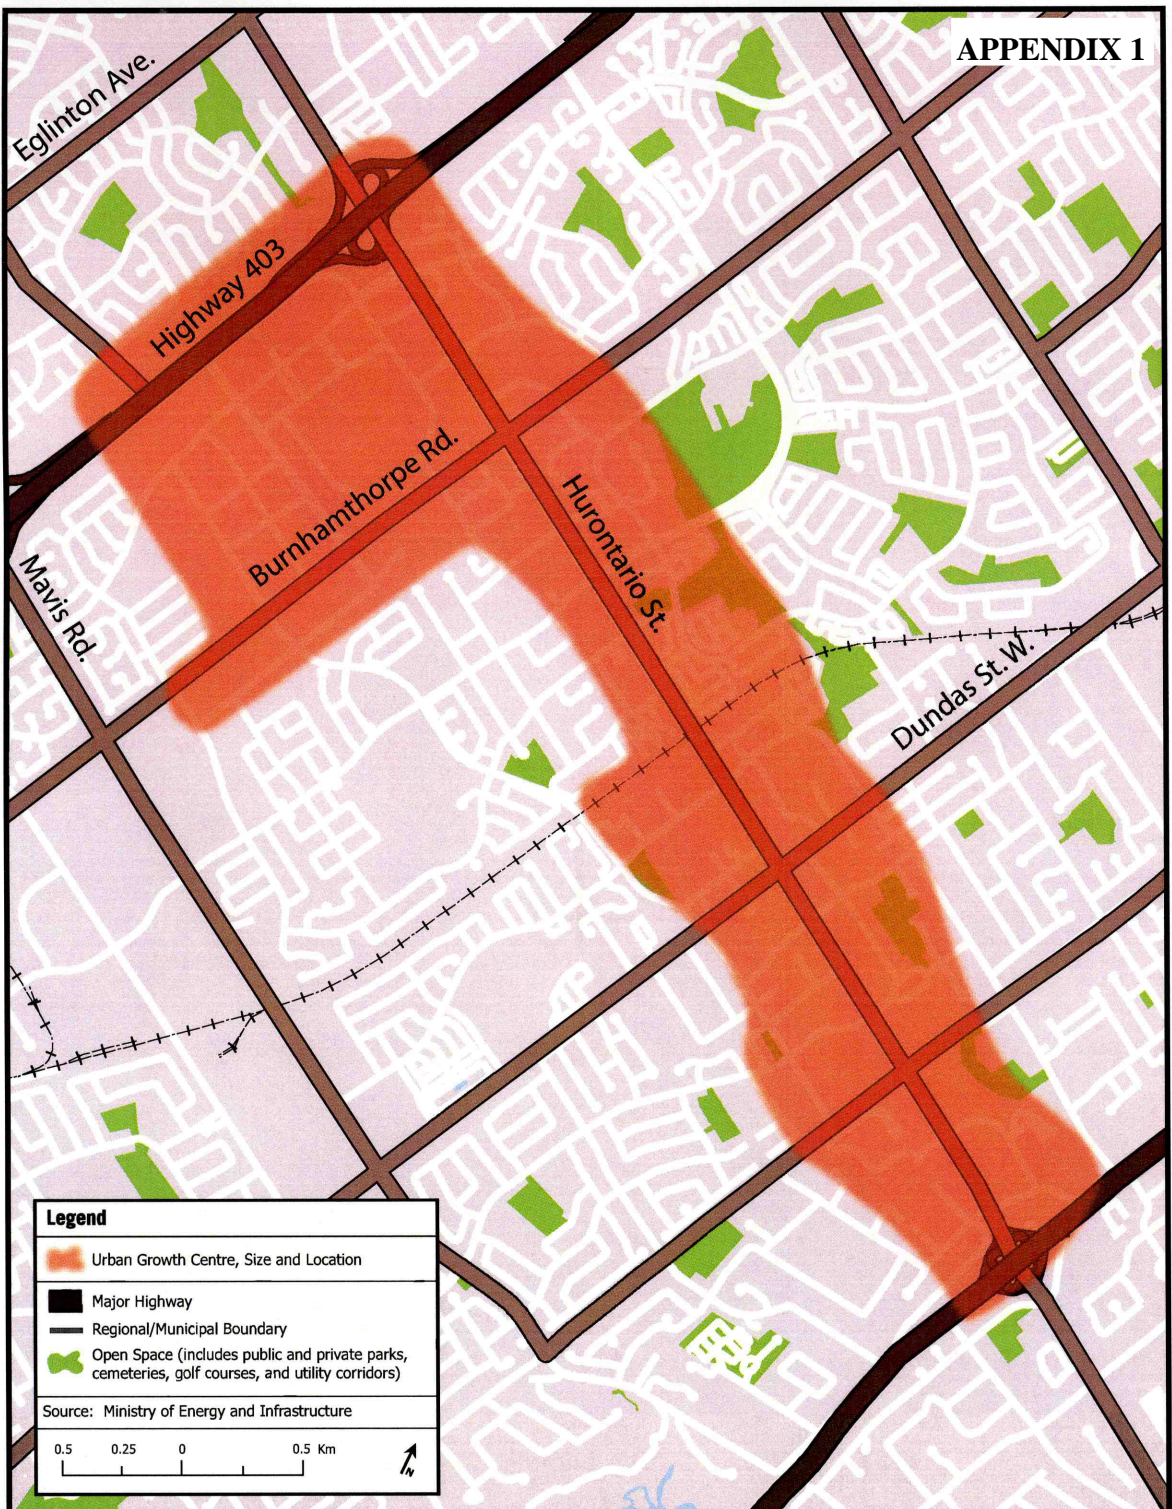 APPENDIX 1
Eglinton Ave.
Highway 403
Burnhamthorpe Rd.
Hurontario St.
Mavis Rd.
Dundas St. W.
Legend
Urban Growth Centre, Size and Location
Major Highway
Regional/Municipal Boundary
Open Space (includes public and private parks,
cemeteries, golf courses, and utility corridors)
Source: Ministry of Energy and Infrastructure
0.5 0.25 0 0.5 Km
N